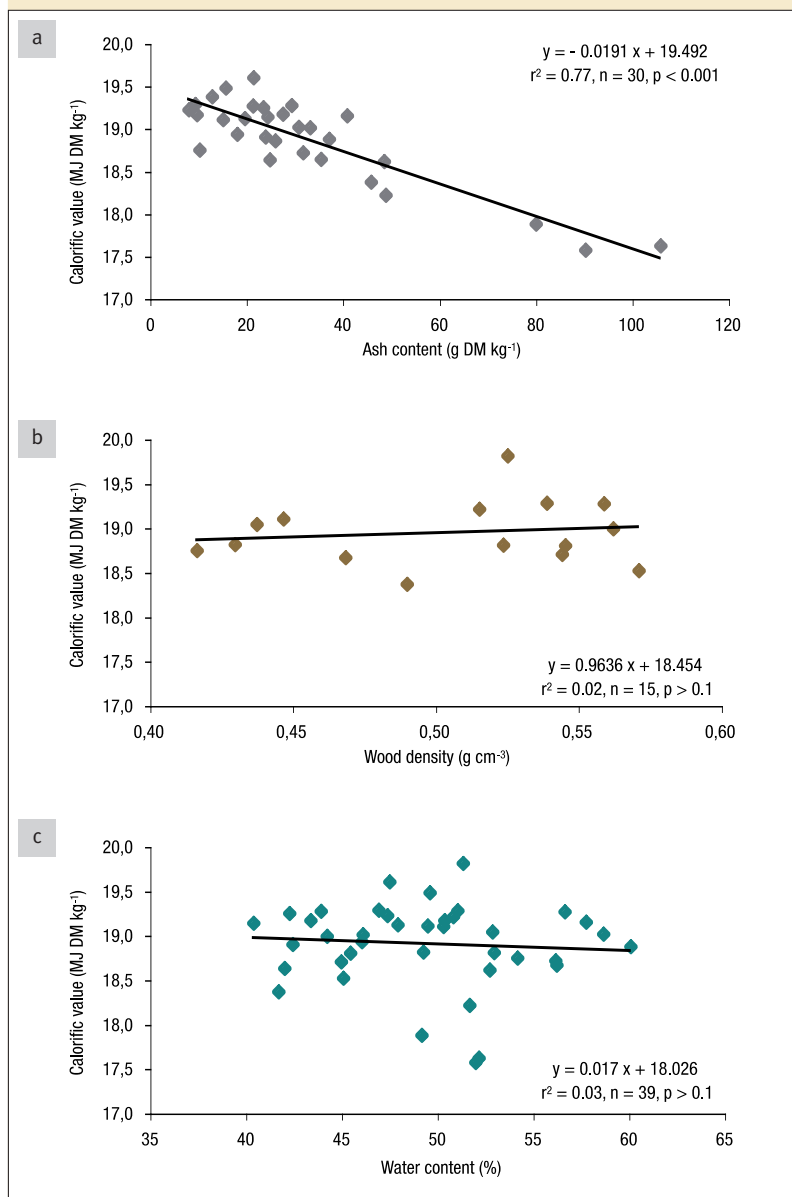 a
y = - 0.0191 x + 19.492
r² = 0.77, n = 30, p < 0.001
Calorific value (MJ DM kg⁻¹)
20,0
19,5
19,0
18,5
18,0
17,5
17,0
0 20 40 60 80 100 120
Ash content (g DM kg⁻¹)
b
Calorific value (MJ DM kg⁻¹)
20,0
19,5
19,0
18,5
18,0
17,5
17,0
y = 0.9636 x + 18.454
r² = 0.02, n = 15, p > 0.1
0,40 0,45 0,50 0,55 0,60
Wood density (g cm⁻³)
c
Calorific value (MJ DM kg⁻¹)
20,0
19,5
19,0
18,5
18,0
17,5
17,0
y = 0.017 x + 18.026
r² = 0.03, n = 39, p > 0.1
35 40 45 50 55 60 65
Water content (%)